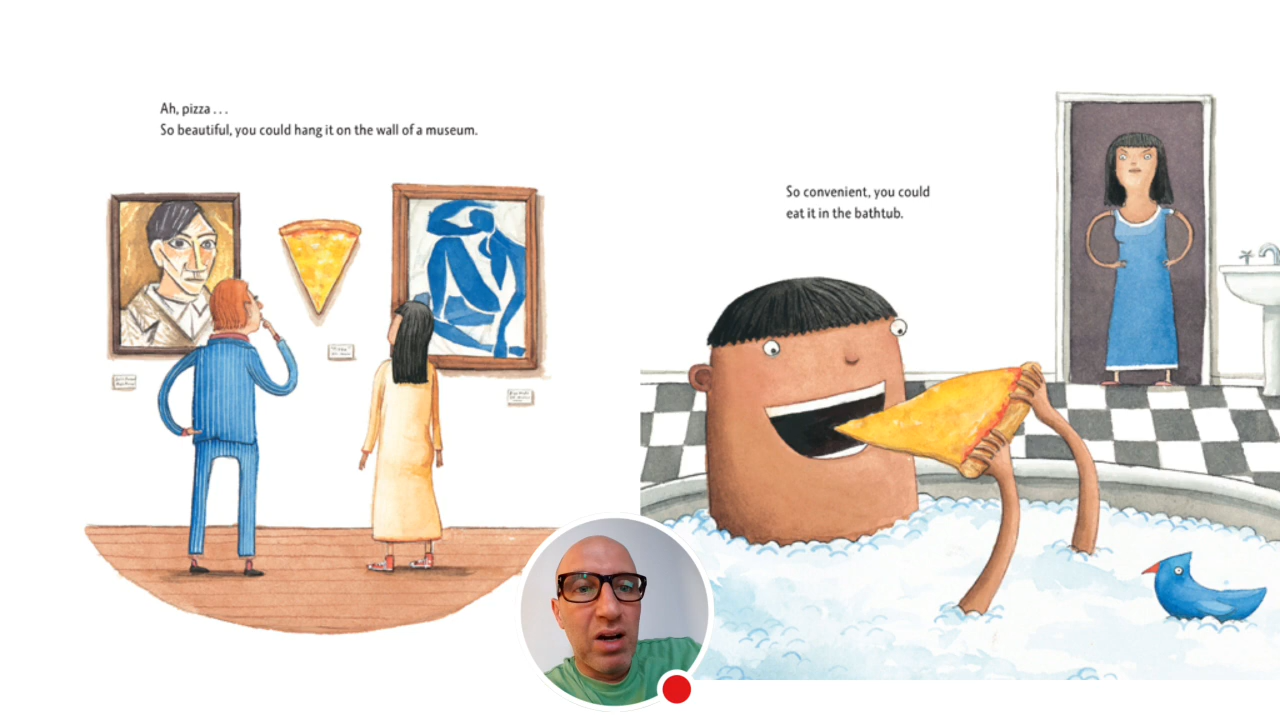 Ah, pizza . . .
So beautiful, you could hang it on the wall of a museum.
So convenient, you could
eat it in the bathtub.